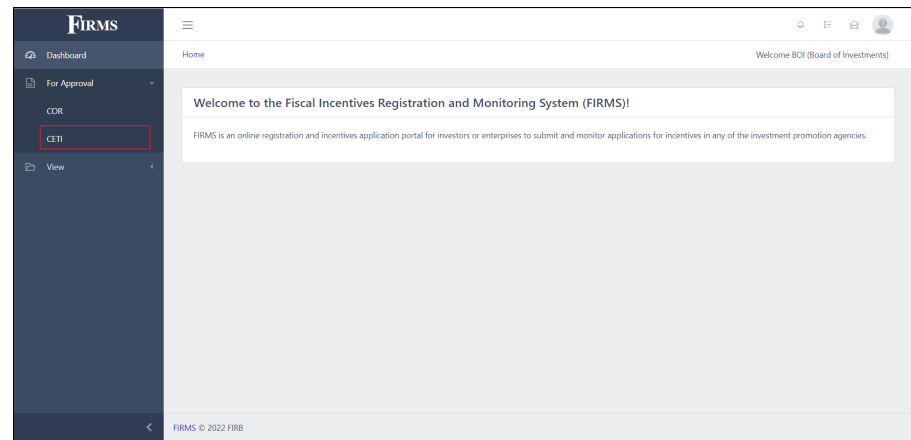 FIRMS
Dashboard
Home
Welcome BOI (Board of Investments)
For Approval
COR
CETI
View
Welcome to the Fiscal Incentives Registration and Monitoring System (FIRMS)!
FIRMS is an online registration and incentives application portal for investors or enterprises to submit and monitor applications for incentives in any of the investment promotion agencies.
FIRMS © 2022 FIRB